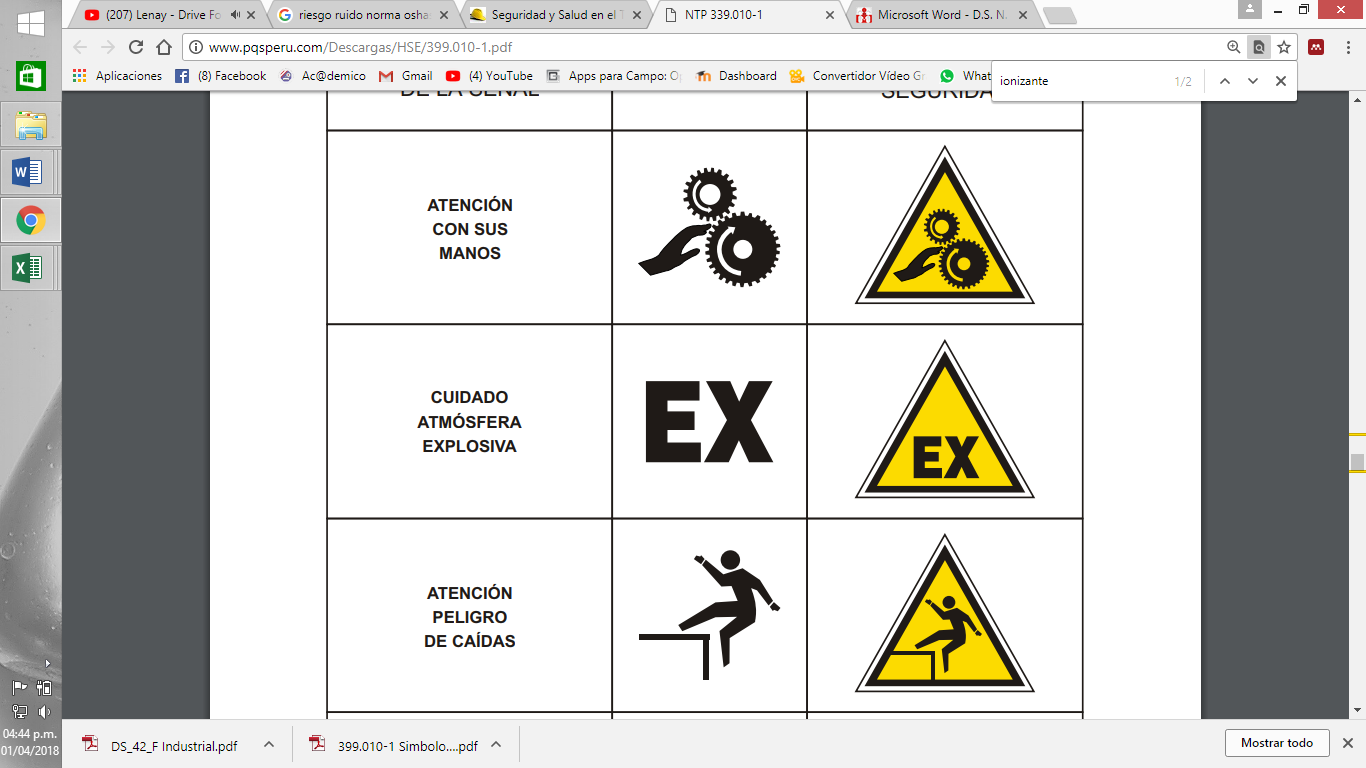 (207) Lenay - Drive Fo
riesgo ruido norma osha
Seguridad y Salud en el T
NTP 339.010-1
Microsoft Word - D.S. N.
www.pqsperu.com/Descargas/HSE/399.010-1.pdf
Aplicaciones
(8) Facebook
Ac@demico
Gmail
(4) YouTube
Apps para Campo: O
Dashboard
Convertidor Vídeo Gr
What
ionizante
1/2
DE LA SEÑAL
SEGURIDA
ATENCIÓN
CON SUS
MANOS
CUIDADO
ATMÓSFERA
EXPLOSIVA
EX
EX
ATENCIÓN
PELIGRO
DE CAÍDAS
04:44 p.m.
01/04/2018
DS_42_F Industrial.pdf
399.010-1 Simbolo....pdf
Mostrar todo